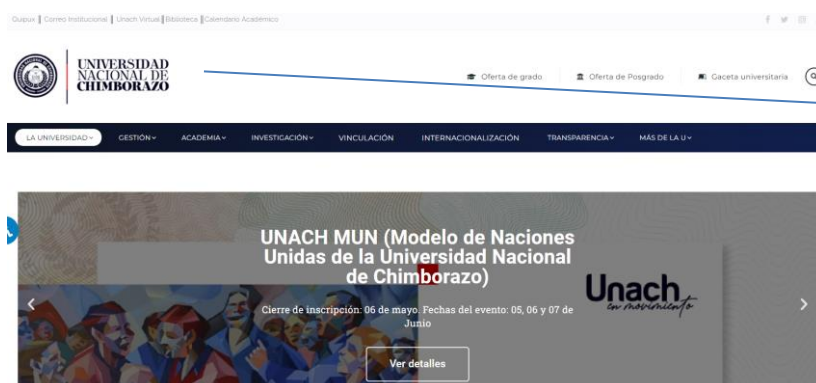 Quipux | Correo Institucional | Unach Virtual | Biblioteca | Calendario Académico
UNIVERSIDAD
NACIONAL DE
CHIMBORAZO
Oferta de grado
Oferta de Posgrado
Gaceta universitaria
LA UNIVERSIDAD
GESTIÓN
ACADEMIA
INVESTIGACIÓN
VINCULACIÓN
INTERNACIONALIZACIÓN
TRANSPARENCIA
MÁS DE LA U
UNACH MUN (Modelo de Naciones
Unidas de la Universidad Nacional
de Chimborazo)
Cierre de inscripción: 06 de mayo. Fechas del evento: 05, 06 y 07 de
Junio
Ver detalles
Unach
en movimiento